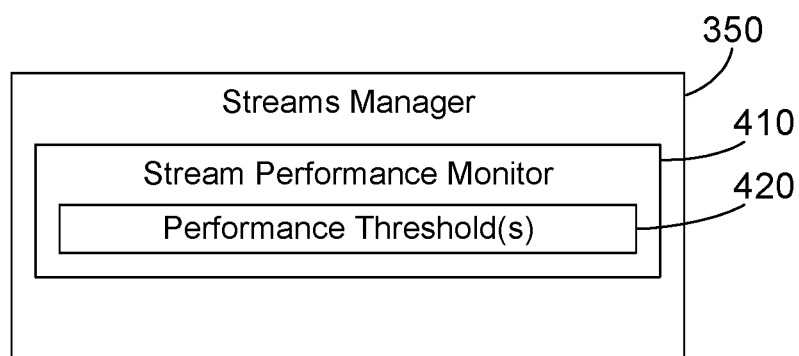 350
Streams Manager
410
Stream Performance Monitor
420
Performance Threshold(s)